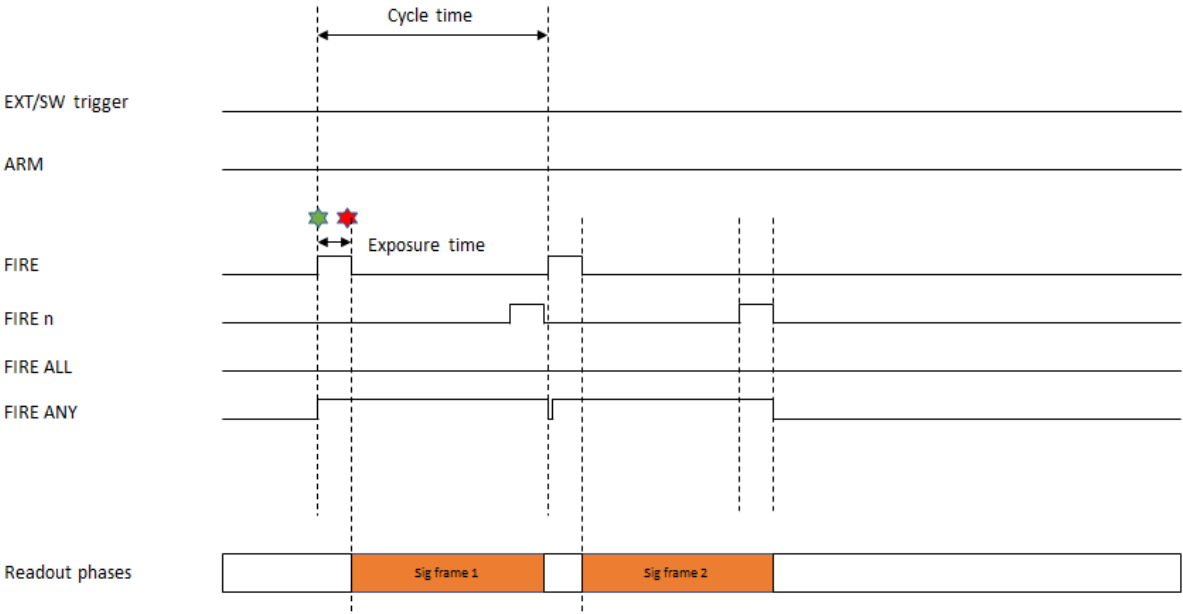 Cycle time
EXT/SW trigger
ARM
Exposure time
FIRE
FIRE n
FIRE ALL
FIRE ANY
Readout phases
Sig frame 1
Sig frame 2